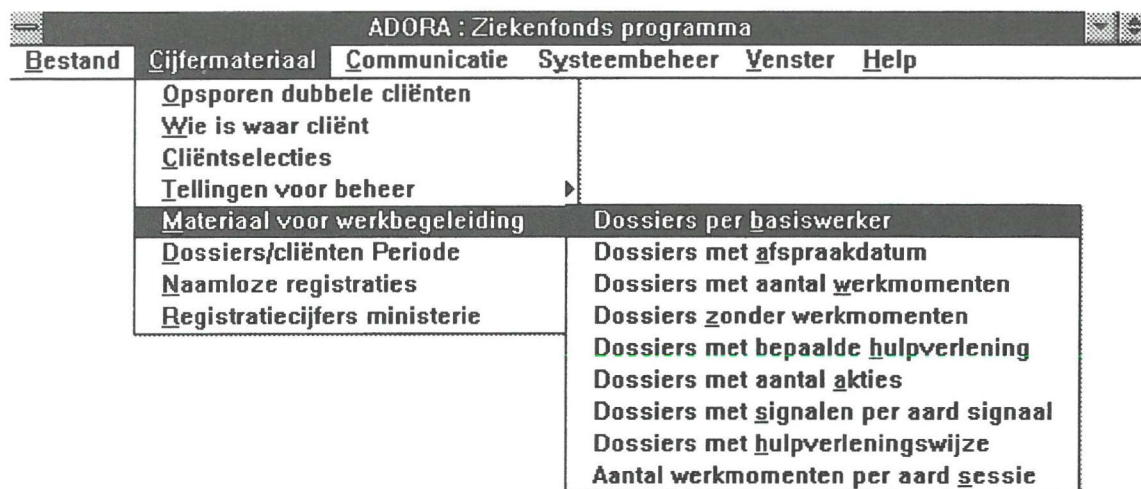 ADORA : Ziekenfonds programma
Bestand Cijfermateriaal Communicatie Systeembeheer Venster Help
Opsporen dubbele cliënten
Wie is waar cliënt
Cliëntselecties
Tellingen voor beheer
Materiaal voor werkbegeleiding
Dossiers/cliënten Periode
Naamloze registraties
Registratiecijfers ministerie
Dossiers per basiswerker
Dossiers met afspraakdatum
Dossiers met aantal werkmomenten
Dossiers zonder werkmomenten
Dossiers met bepaalde hulpverlening
Dossiers met aantal akties
Dossiers met signalen per aard signaal
Dossiers met hulpverleningswijze
Aantal werkmomenten per aard sessie